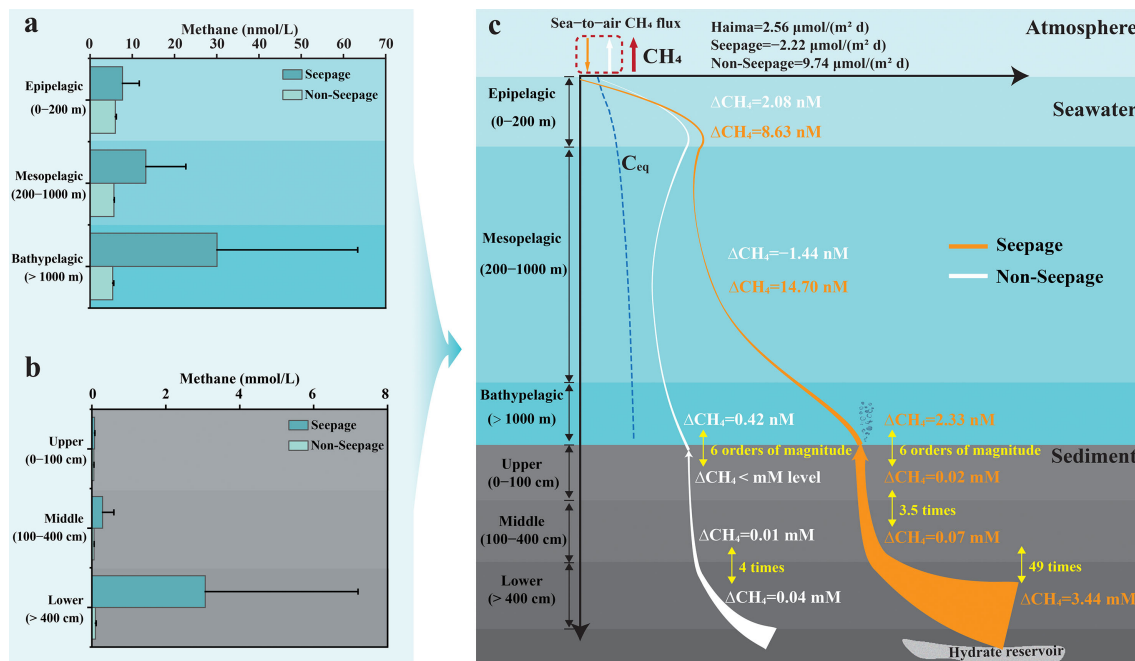 a
Methane (nmol/L)
0 10 20 30 40 50 60 70
Seepage
Non-Seepage
Epipelagic
(0−200 m)
Mesopelagic
(200−1000 m)
Bathypelagic
(> 1000 m)
b
Methane (mmol/L)
0 2 4 6 8
Seepage
Non-Seepage
Upper
(0−100 cm)
Middle
(100−400 cm)
Lower
(> 400 cm)
c
Sea−to−air CH₄ flux
CH₄
Haima=2.56 μmol/(m² d)
Seepage=−2.22 μmol/(m² d)
Non-Seepage=9.74 μmol/(m² d)
Atmosphere
Seawater
Epipelagic
(0−200 m)
ΔCH₄=2.08 nM
ΔCH₄=8.63 nM
Ceq
Mesopelagic
(200−1000 m)
ΔCH₄=−1.44 nM
ΔCH₄=14.70 nM
Seepage
Non-Seepage
Bathypelagic
(> 1000 m)
ΔCH₄=0.42 nM
ΔCH₄=2.33 nM
6 orders of magnitude
6 orders of magnitude
Sediment
Upper
(0−100 cm)
ΔCH₄ < mM level
ΔCH₄=0.02 mM
3.5 times
Middle
(100−400 cm)
ΔCH₄=0.01 mM
ΔCH₄=0.07 mM
4 times
49 times
Lower
(> 400 cm)
ΔCH₄=0.04 mM
ΔCH₄=3.44 mM
Hydrate reservoir